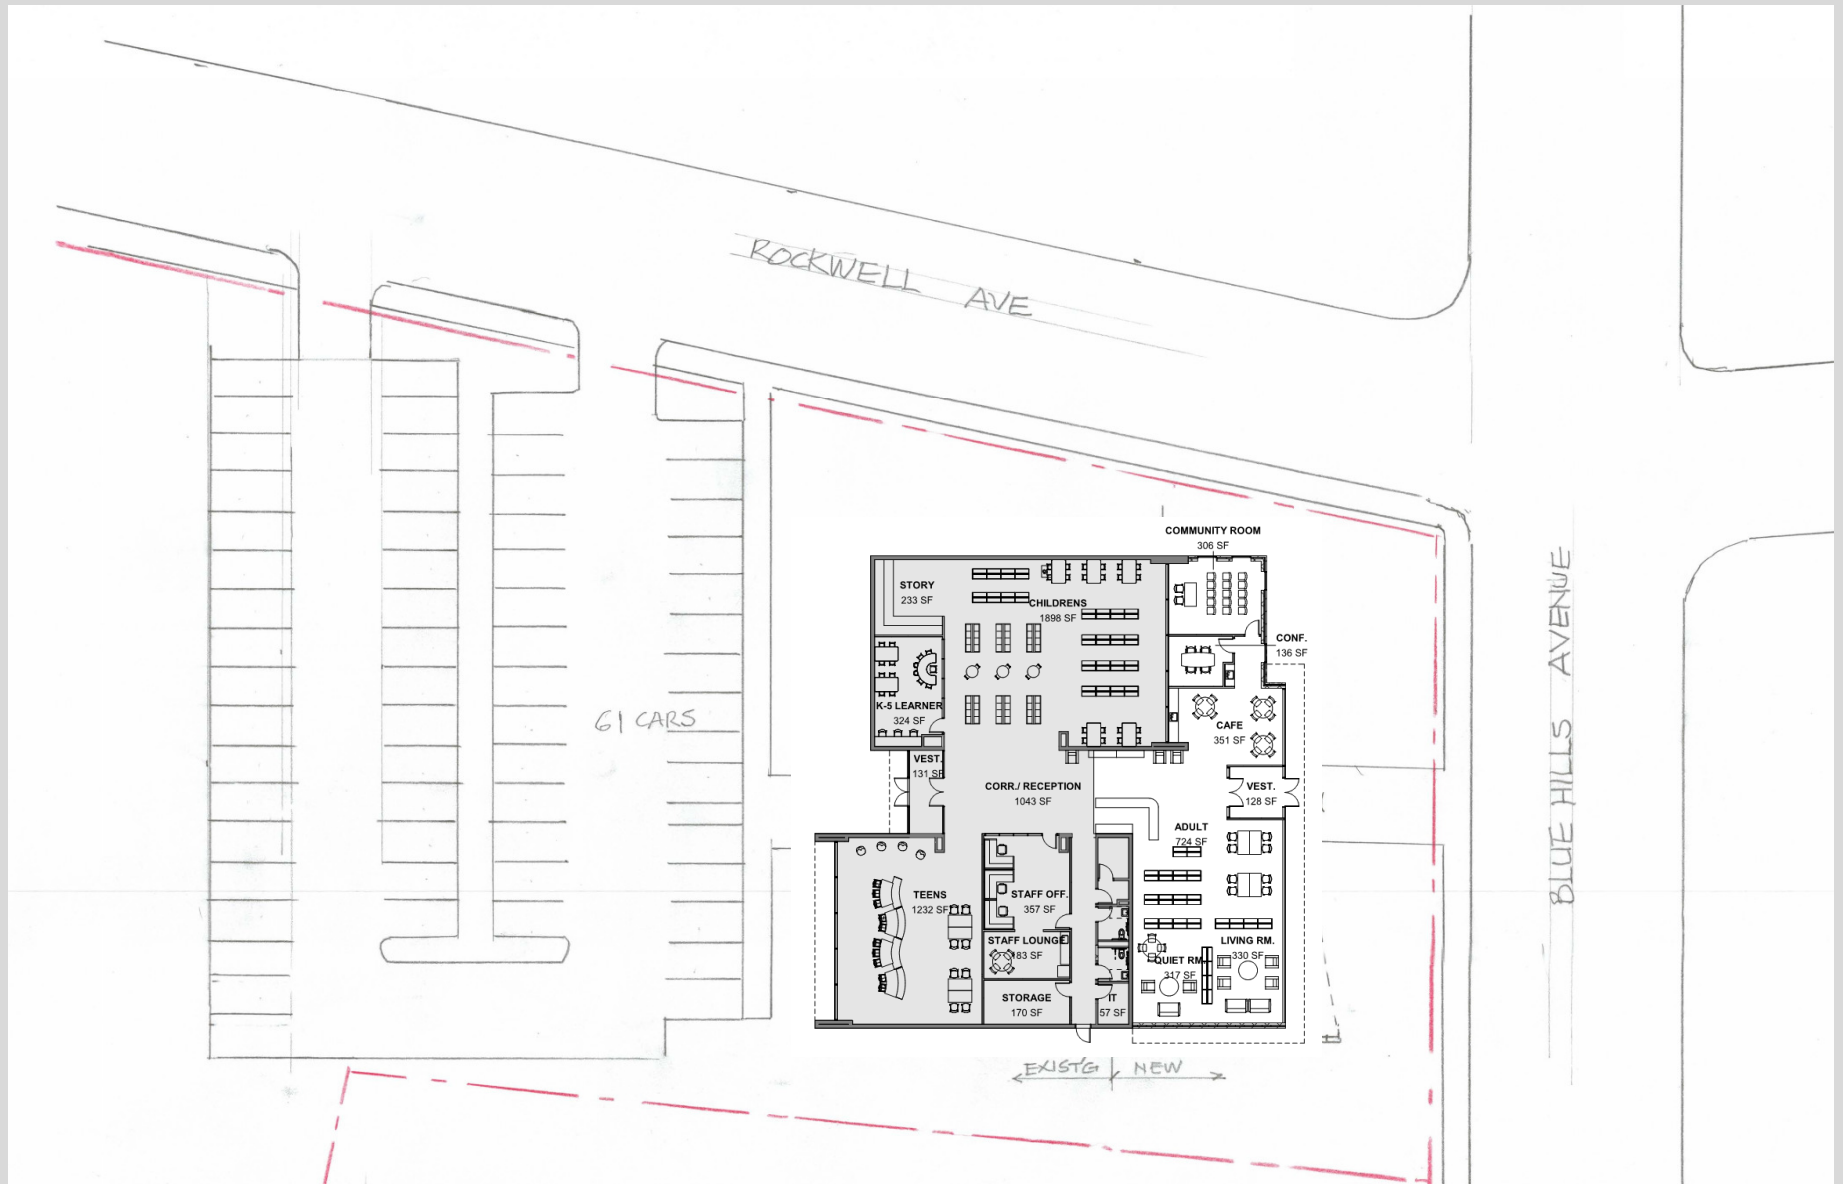 ROCKWELL AVE
BLUE HILLS AVENUE
61 CARS
COMMUNITY ROOM
306 SF
STORY
233 SF
CHILDRENS
1898 SF
CONF.
136 SF
K-5 LEARNER
324 SF
CAFE
351 SF
VEST.
131 SF
CORR./ RECEPTION
1043 SF
VEST.
128 SF
ADULT
724 SF
TEENS
1232 SF
STAFF OFF.
357 SF
STAFF LOUNGE
SF
LIVING RM.
330 SF
QUIET RM.
317 SF
STORAGE
170 SF
IT
57 SF
EXIST'G NEW